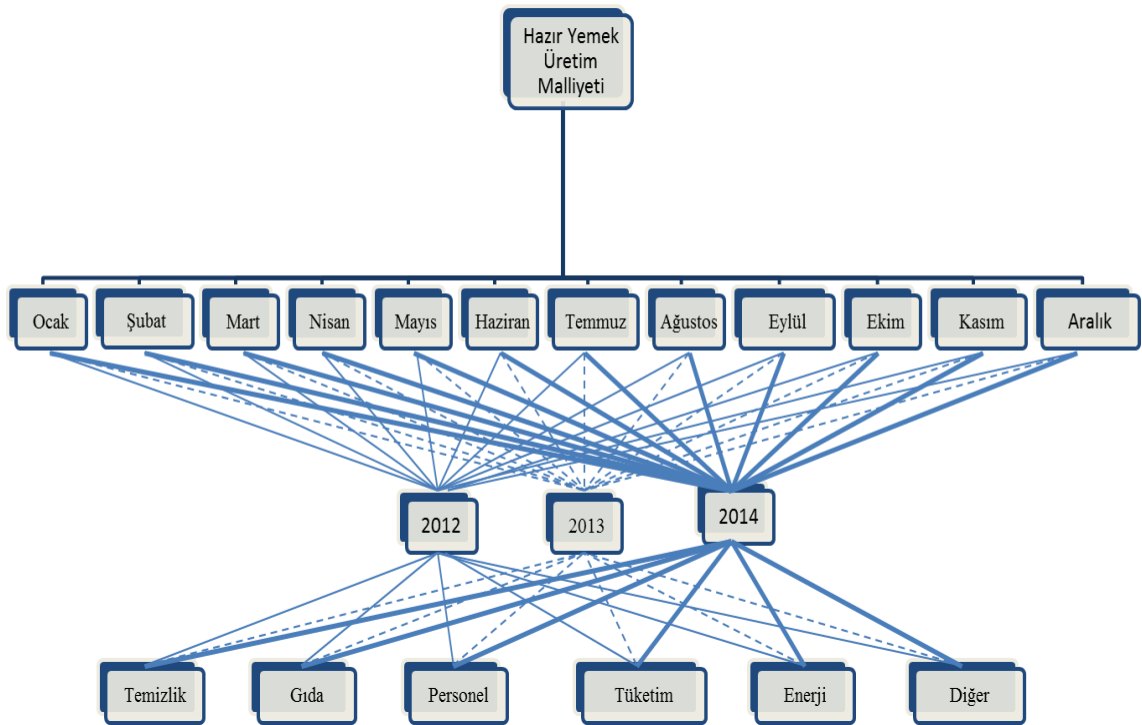 Hazır Yemek
Üretim
Malliyeti
Ocak
Şubat
Mart
Nisan
Mayıs
Haziran
Temmuz
Ağustos
Eylül
Ekim
Kasım
Aralık
2012
2013
2014
Temizlik
Gıda
Personel
Tüketim
Enerji
Diğer